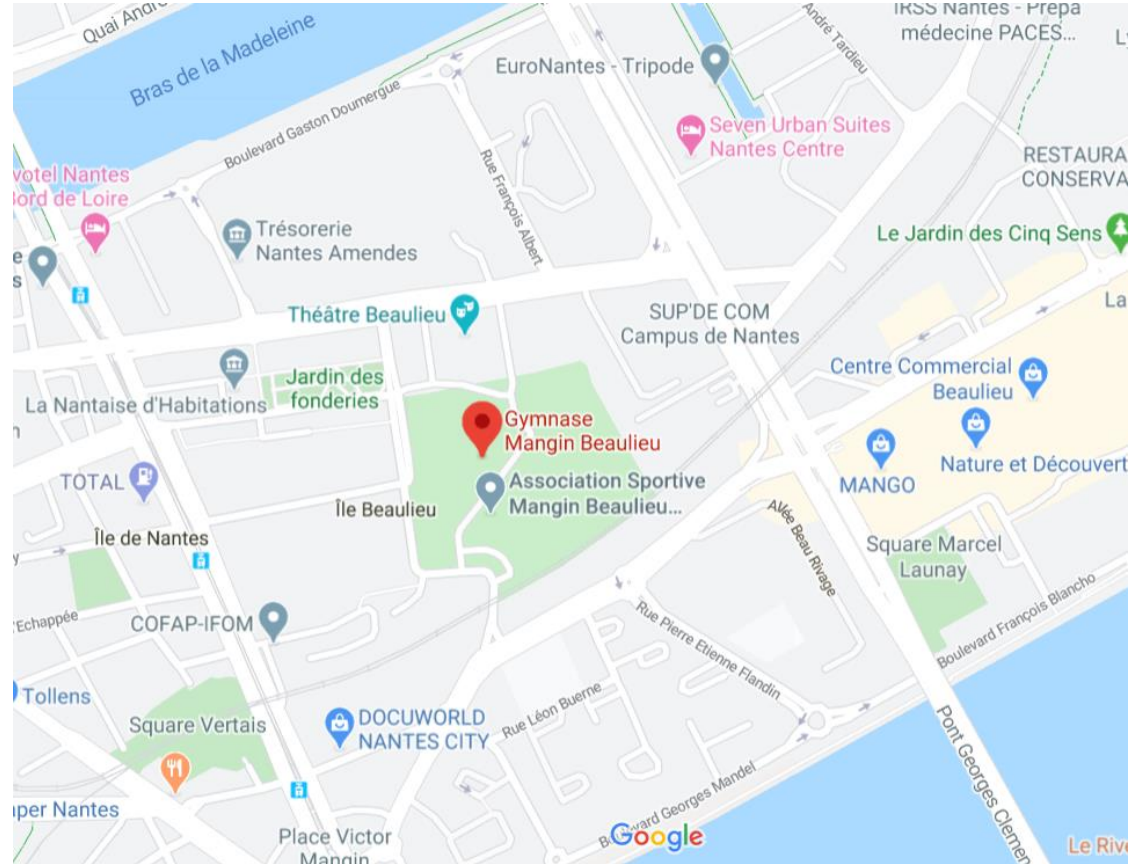 Quai André
Bras de la Madeleine
Boulevard Gaston Doumergue
EuroNantes - Tripode
André Tardieu
IRSS Nantes - Prépa
médecine PACES...
Seven Urban Suites
Nantes Centre
Rue François Albert
RESTAURA
CONSERVA
votel Nantes
Bord de Loire
Trésorerie
Nantes Amendes
Le Jardin des Cinq Sens
Théâtre Beaulieu
SUP'DE COM
Campus de Nantes
La
Jardin des
fonderies
La Nantaise d'Habitations
Centre Commercial
Beaulieu
Gymnase
Mangin Beaulieu
Nature et Découvert
MANGO
TOTAL
Association Sportive
Mangin Beaulieu...
Île Beaulieu
Allée Beau Rivage
Île de Nantes
Square Marcel
Launay
Boulevard François Blancho
'Echappée
COFAP-IFOM
Rue Pierre Etienne Flandin
Tollens
Square Vertais
DOCUWORLD
NANTES CITY
Rue Léon Buerne
Pont Georges Clemen
Boulevard Georges Mandel
mper Nantes
Place Victor
Mangin
Google
Le Rive